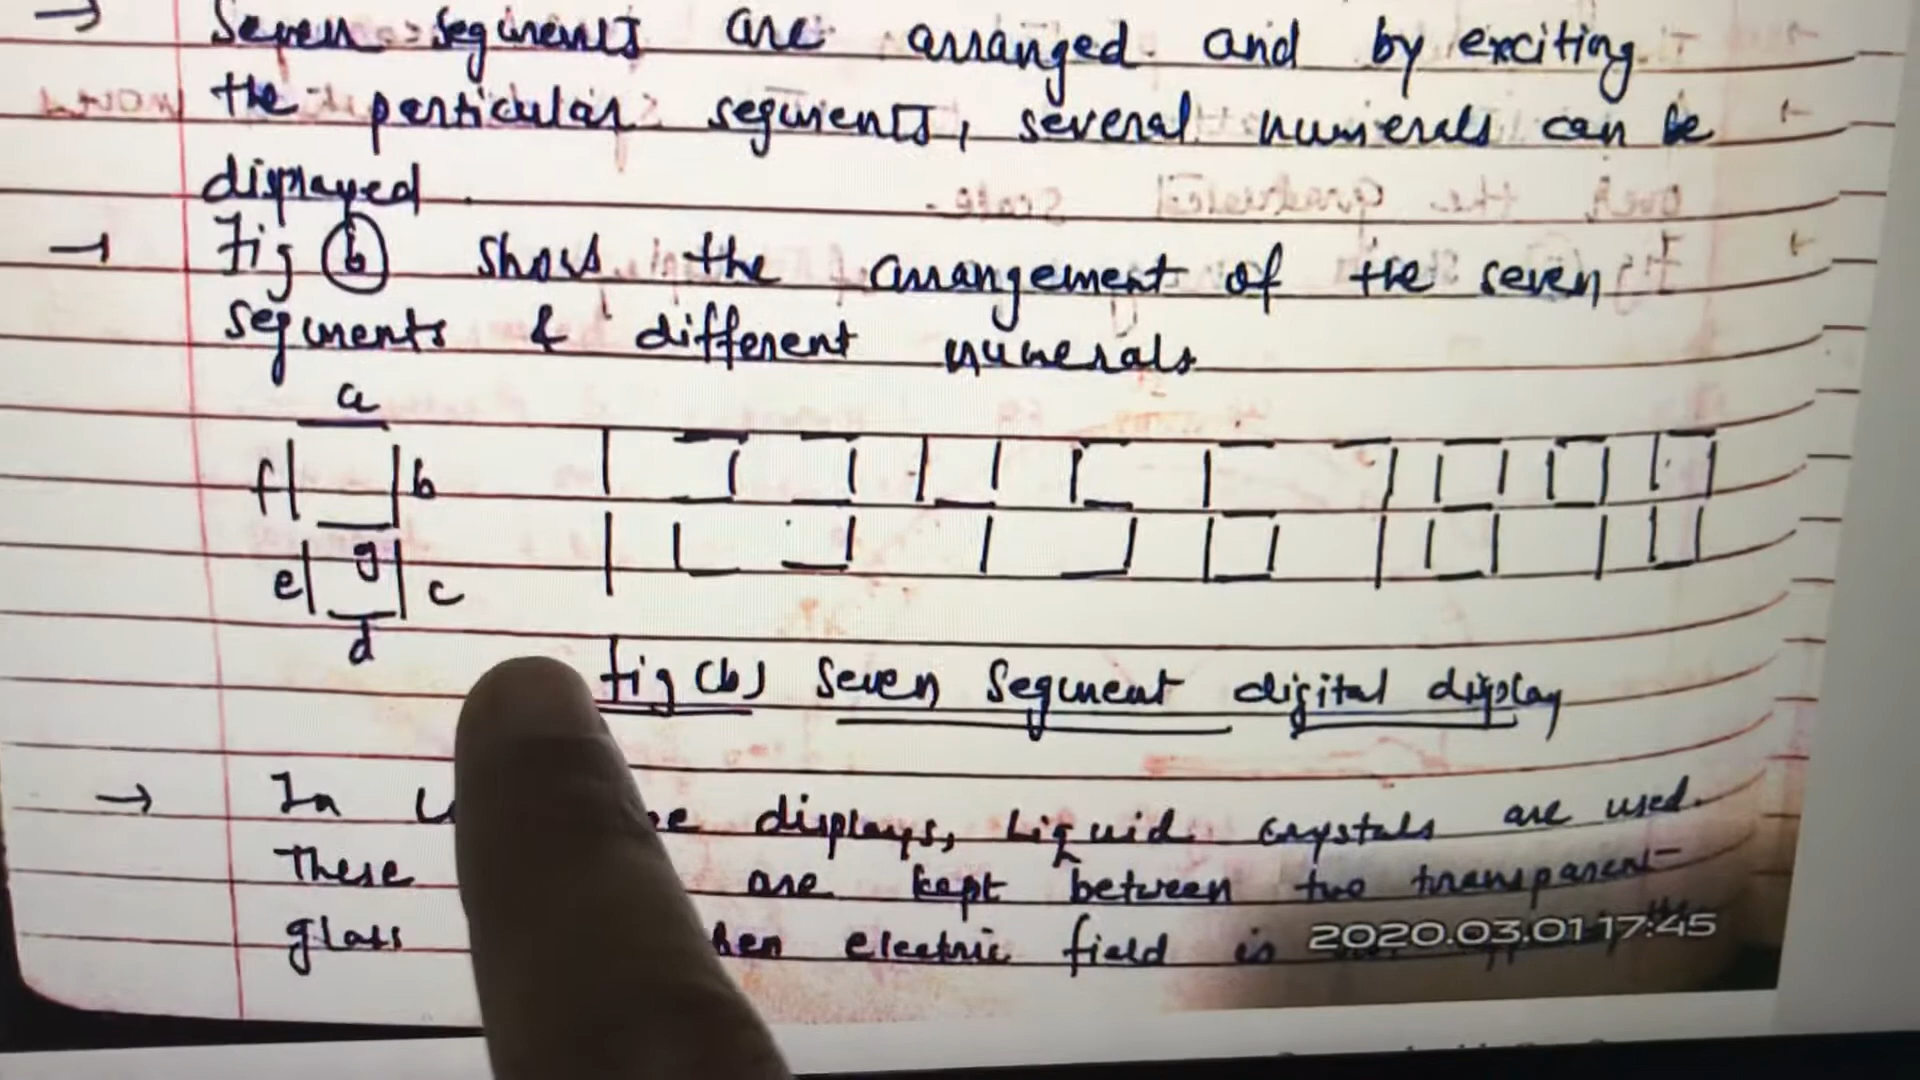 → Seven segments are arranged and by exciting
the particular segments, several numerals can be
displayed.
→ Fig (b) shows the arrangement of the seven
segments & different numerals
a
f b
g
e c
d
fig (b) Seven Segment digital display
→ In displays, liquid crystals are used.
These are kept between two transparent
glass electric field is
2020.03.01 17:45